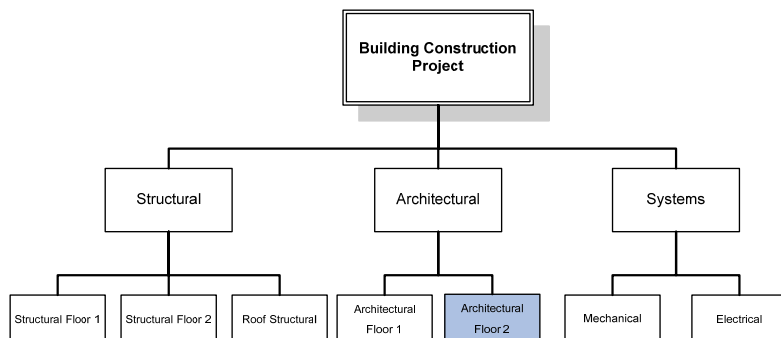 Building Construction
Project
Structural
Architectural
Systems
Structural Floor 1
Structural Floor 2
Roof Structural
Architectural
Floor 1
Architectural
Floor 2
Mechanical
Electrical